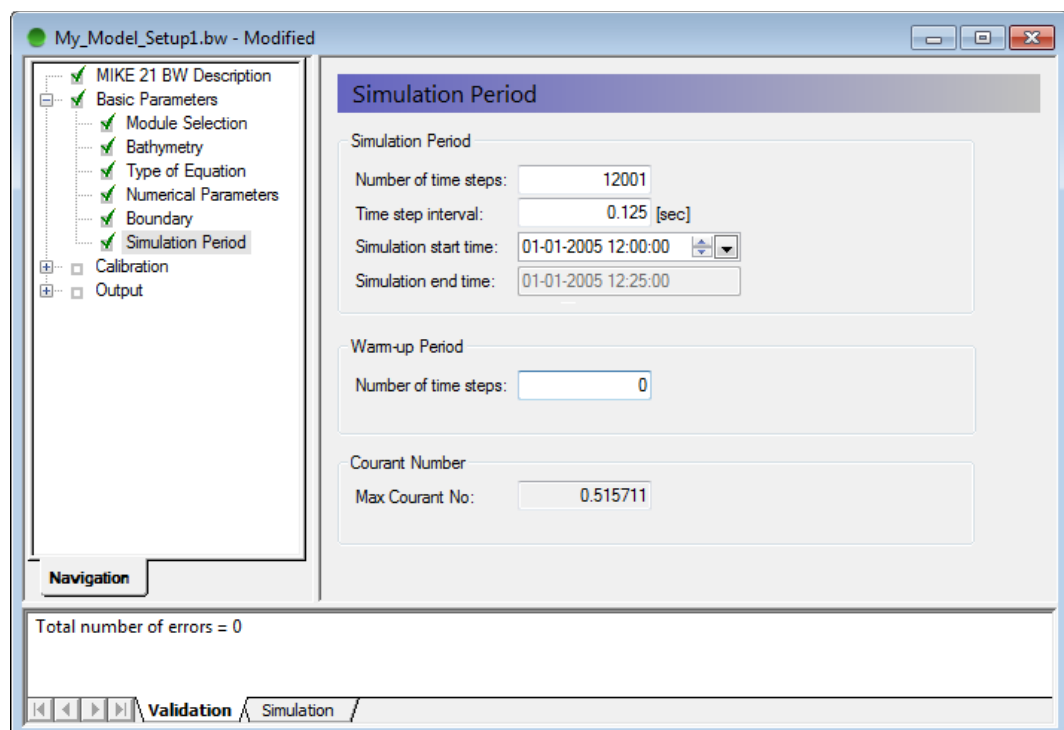 My_Model_Setup1.bw - Modified
MIKE 21 BW Description
Basic Parameters
Module Selection
Bathymetry
Type of Equation
Numerical Parameters
Boundary
Simulation Period
Calibration
Output
Navigation
Simulation Period
Simulation Period
Number of time steps: 12001
Time step interval: 0.125 [sec]
Simulation start time: 01-01-2005 12:00:00
Simulation end time: 01-01-2005 12:25:00
Warm-up Period
Number of time steps: 0
Courant Number
Max Courant No: 0.515711
Total number of errors = 0
Validation Simulation